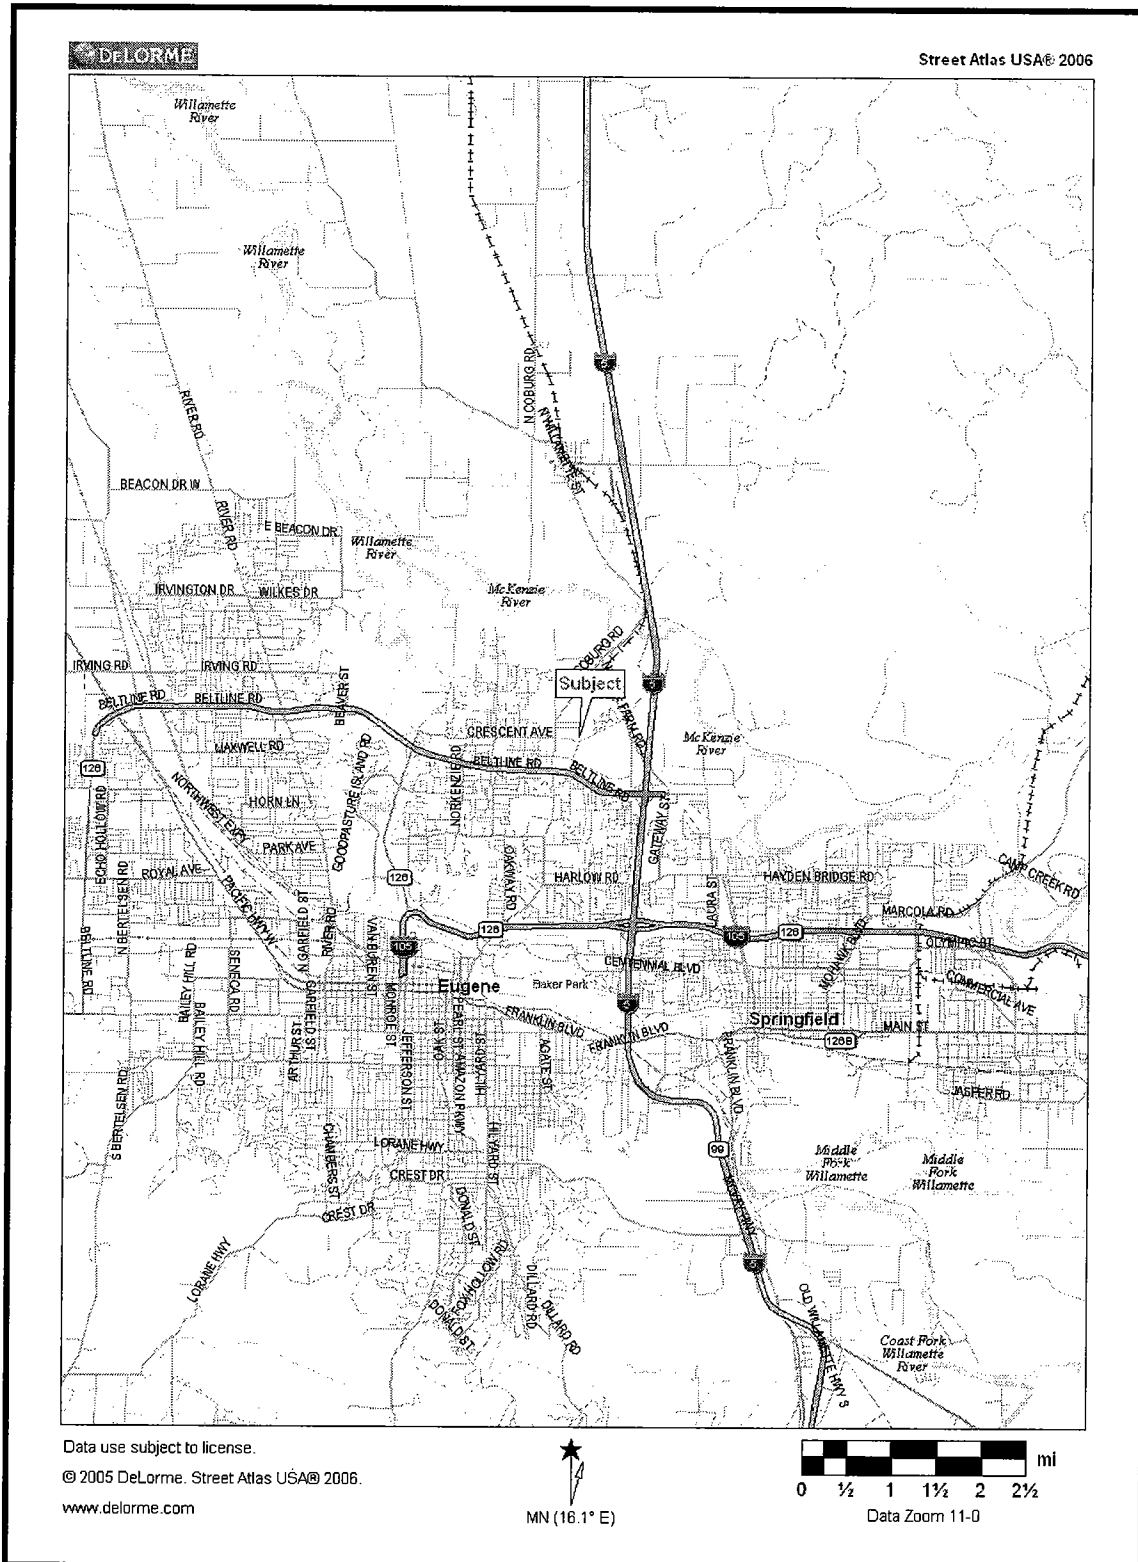 DELORME
Street Atlas USA® 2006
Willamette
River
Willamette
River
5
N COBURG RD
RIVER RD
N WILLAMETTE ST
BEACON DR W
RIVER RD
E BEACON DR
Willamette
River
IRVINGTON DR
WILKES DR
McKenzie
River
COBURG RD
IRVING RD
IRVING RD
Subject
5
BELTLINE RD
BELTLINE RD
BEAVER ST
CRESCENT AVE
McKenzie
River
MAXWELL RD
BELTLINE RD
BELTLINE RD
126
GOODPASTURE ISLAND RD
NORKENZIE RD
NORTHWEST EXPY
HORN LN
ECHO HOLLOW RD
PARK AVE
GATEWAY ST
ROYAL AVE
126
OAKWAY RD
HARLOW RD
LAURA ST
HAYDEN BRIDGE RD
CAMP CREEK RD
N BERTELSEN RD
PACIFIC HWY W
N GARFIELD ST
RIVER RD
VAN BUREN ST
MARCOLA RD
105
126
105
126
OLYMPIC ST
BELTLINE RD
BAILEY HILL RD
SENECA RD
CENTENNIAL BLVD
MOHAWK BLVD
COMMERCIAL AVE
Eugene
Baker Park
GARFIELD ST
MONROE ST
5
BAILEY HILL RD
ARTHUR ST
JEFFERSON ST
OAK ST
PEARL ST
AMAZON PKWY
HILYARD ST
FRANKLIN BLVD
FRANKLIN BLVD
Springfield
MAIN ST
126B
AGATE ST
FRANKLIN BLVD
S BERTELSEN RD
JASPER RD
CHAMBERS ST
LORANE HWY
HILYARD ST
99
Middle
Fork
Willamette
Middle
Fork
Willamette
CREST DR
CREST DR
DONALD ST
LORANE HWY
FOX HOLLOW RD
5
DONALD ST
DILLARD RD
DILLARD RD
OLD WILLAMETTE HWY S
Coast Fork
Willamette
River
Data use subject to license.
© 2005 DeLorme. Street Atlas USA® 2006.
www.delorme.com
MN (16.1° E)
mi
0 ½ 1 1½ 2 2½
Data Zoom 11-0